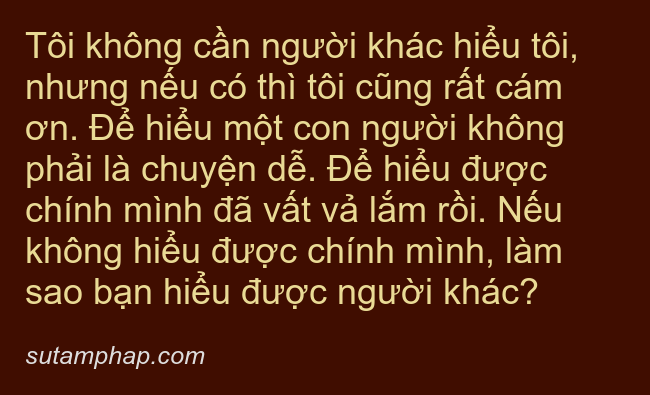 Tôi không cần người khác hiểu tôi,
nhưng nếu có thì tôi cũng rất cám
ơn. Để hiểu một con người không
phải là chuyện dễ. Để hiểu được
chính mình đã vất vả lắm rồi. Nếu
không hiểu được chính mình, làm
sao bạn hiểu được người khác?
sutamphap.com